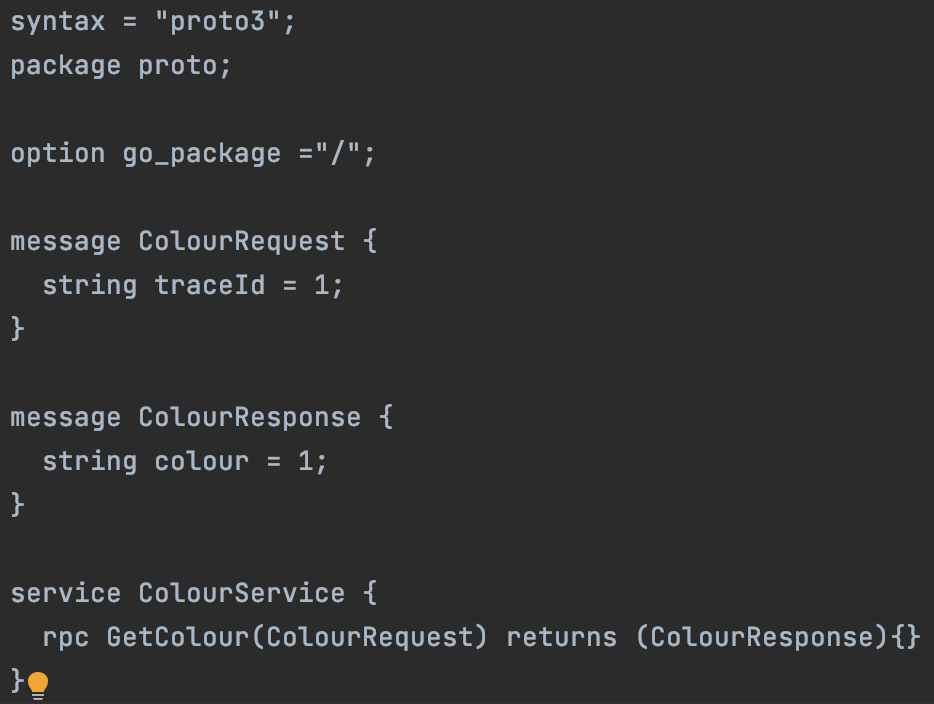 syntax = "proto3";
package proto;
option go_package ="/";
message ColourRequest {
  string traceId = 1;
}
message ColourResponse {
  string colour = 1;
}
service ColourService {
  rpc GetColour(ColourRequest) returns (ColourResponse){}
}